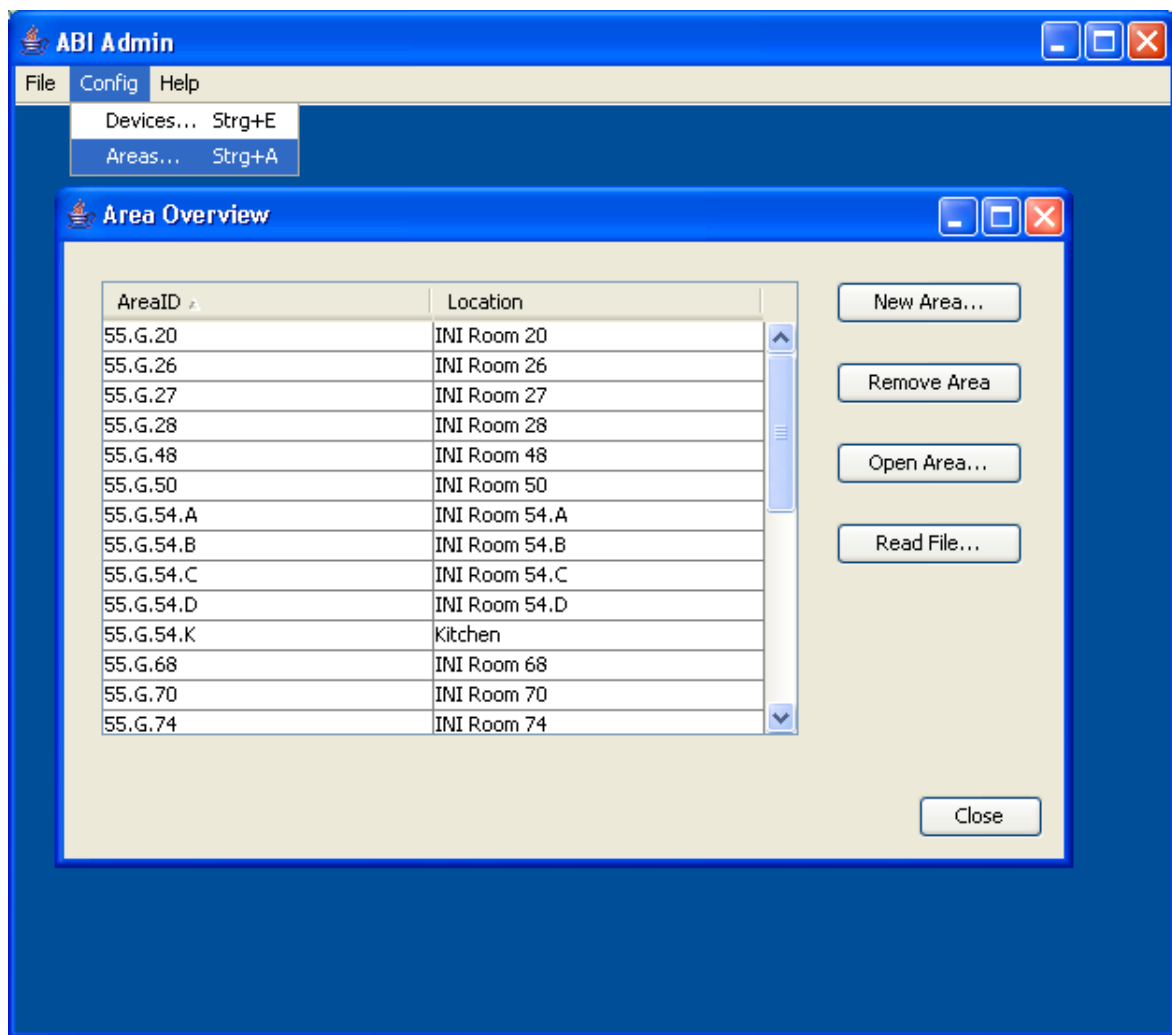 ABI Admin
File Config Help
Devices... Strg+E
Areas... Strg+A
Area Overview
AreaID Location
55.G.20 INI Room 20
55.G.26 INI Room 26
55.G.27 INI Room 27
55.G.28 INI Room 28
55.G.48 INI Room 48
55.G.50 INI Room 50
55.G.54.A INI Room 54.A
55.G.54.B INI Room 54.B
55.G.54.C INI Room 54.C
55.G.54.D INI Room 54.D
55.G.54.K Kitchen
55.G.68 INI Room 68
55.G.70 INI Room 70
55.G.74 INI Room 74
New Area...
Remove Area
Open Area...
Read File...
Close